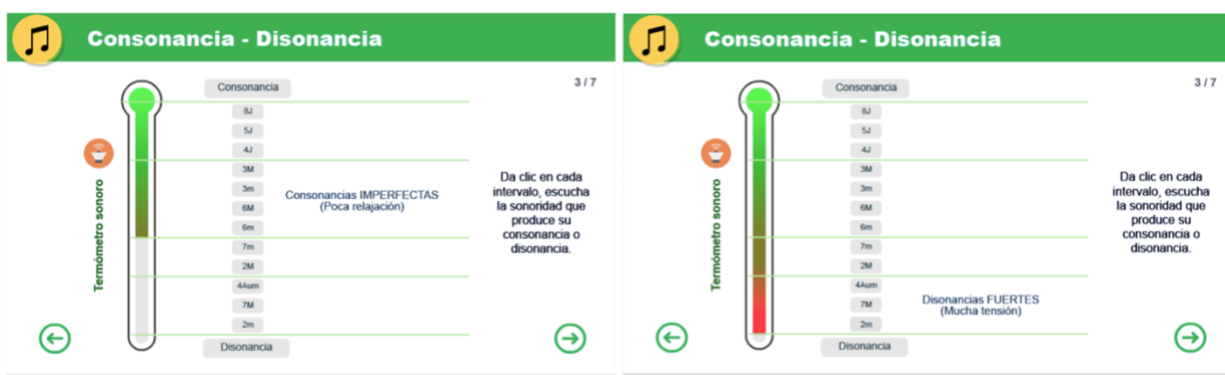 Consonancia - Disonancia
3 / 7
Consonancia
8J
5J
4J
3M
3m
6M
6m
7m
2M
4Aum
7M
2m
Disonancia
Termómetro sonoro
Consonancias IMPERFECTAS
(Poca relajación)
Da clic en cada
intervalo, escucha
la sonoridad que
produce su
consonancia o
disonancia.
Consonancia - Disonancia
3 / 7
Consonancia
8J
5J
4J
3M
3m
6M
6m
7m
2M
4Aum
7M
2m
Disonancia
Termómetro sonoro
Disonancias FUERTES
(Mucha tensión)
Da clic en cada
intervalo, escucha
la sonoridad que
produce su
consonancia o
disonancia.